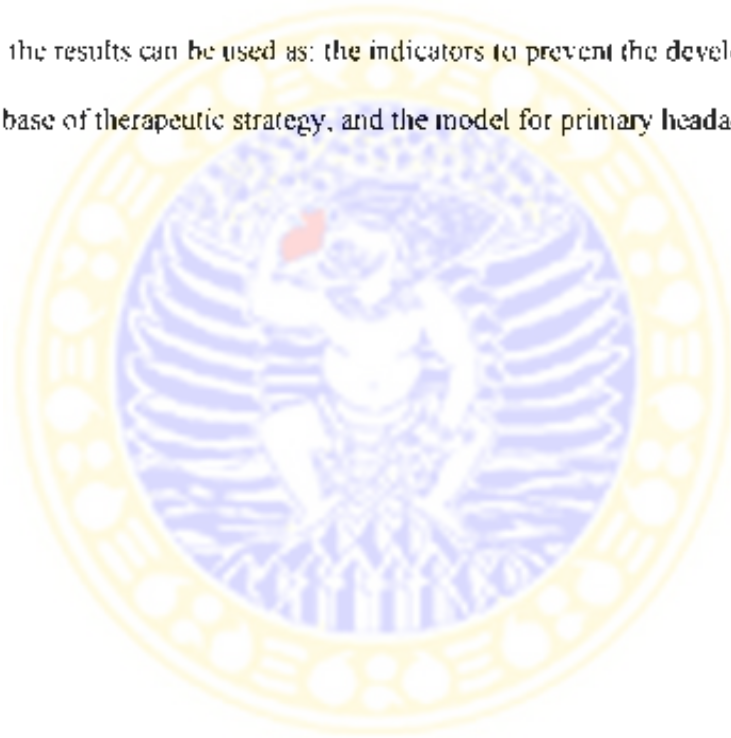 the results can be used as: the indicators to prevent the devel
base of therapeutic strategy, and the model for primary heada